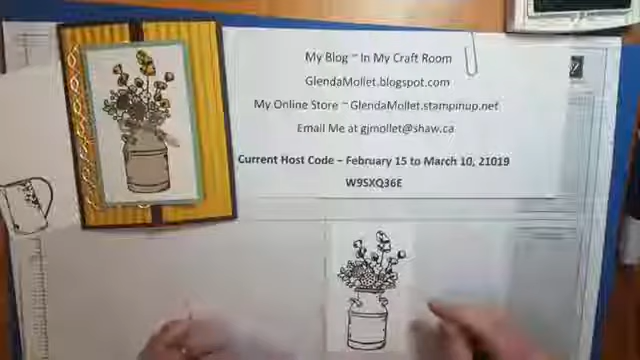 My Blog ~ In My Craft Room
GlendaMollet.blogspot.com
My Online Store ~ GlendaMollet.stampinup.net
Email Me at gjmollet@shaw.ca
Current Host Code – February 15 to March 10, 21019
W9SXQ36E